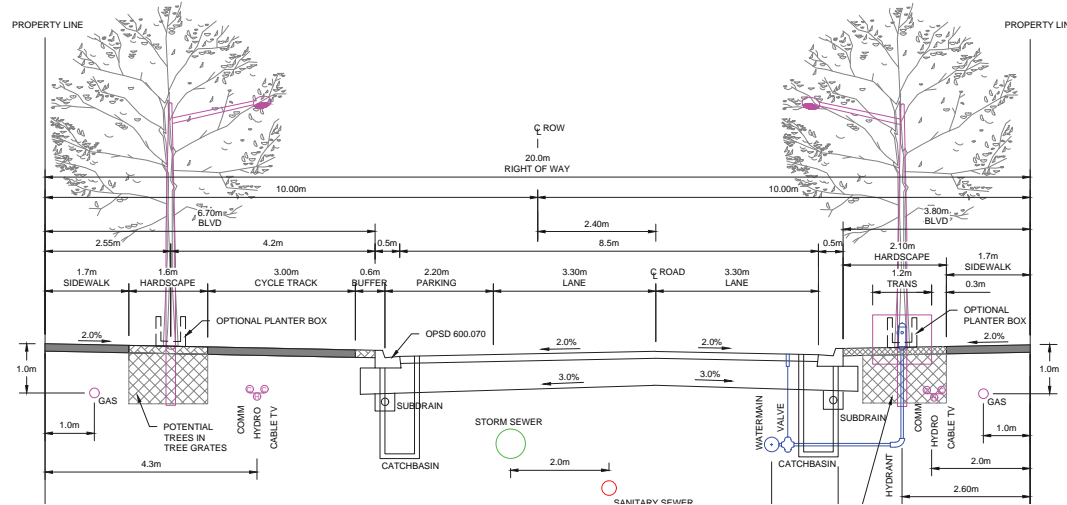 PROPERTY LINE
PROPERTY LIN
℄ ROW
20.0m
RIGHT OF WAY
10.00m
10.00m
6.70m
BLVD
2.40m
3.80m
BLVD
2.55m
4.2m
0.5m
8.5m
0.5m
2.10m
HARDSCAPE
1.7m
SIDEWALK
1.7m
SIDEWALK
1.6m
HARDSCAPE
3.00m
CYCLE TRACK
0.6m
BUFFER
2.20m
PARKING
3.30m
LANE
℄ ROAD
3.30m
LANE
1.2m
TRANS
0.3m
OPTIONAL PLANTER BOX
OPSD 600.070
OPTIONAL
PLANTER BOX
2.0%
2.0%
2.0%
2.0%
1.0m
3.0%
3.0%
1.0m
GAS
COMM
HYDRO
CABLE TV
SUBDRAIN
STORM SEWER
WATERMAIN
VALVE
SUBDRAIN
COMM
HYDRO
CABLE TV
GAS
1.0m
POTENTIAL
TREES IN
TREE GRATES
1.0m
4.3m
CATCHBASIN
2.0m
CATCHBASIN
HYDRANT
2.0m
2.60m
SANITARY SEWER